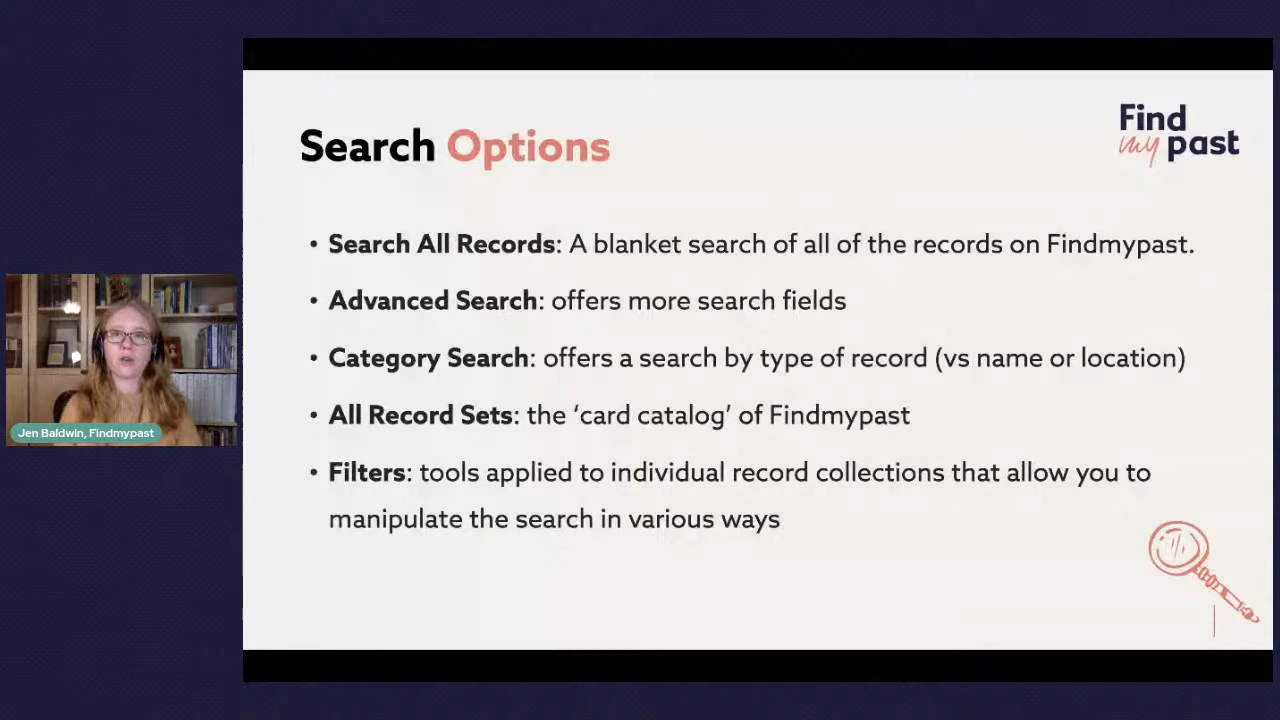 Search Options
Find
my past
• Search All Records: A blanket search of all of the records on Findmypast.
• Advanced Search: offers more search fields
• Category Search: offers a search by type of record (vs name or location)
• All Record Sets: the ‘card catalog’ of Findmypast
• Filters: tools applied to individual record collections that allow you to
manipulate the search in various ways
Jen Baldwin, Findmypast